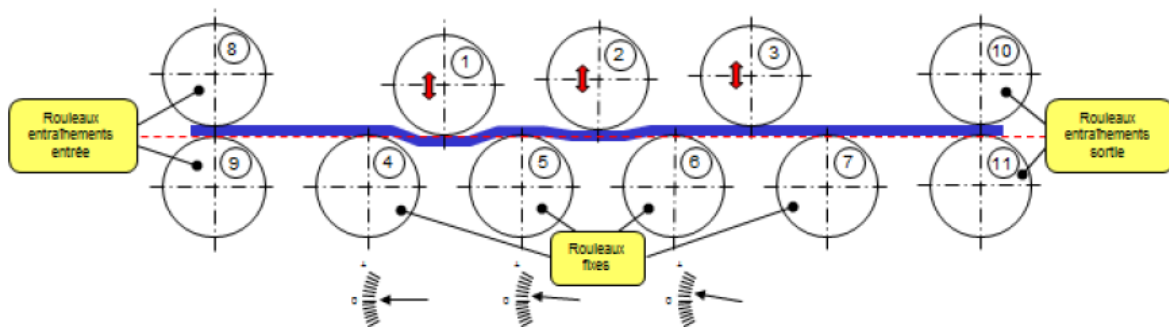 8
1
2
3
10
Rouleaux
entraînements
entrée
Rouleaux
entraînements
sortie
9
4
5
6
7
11
Rouleaux
fixes
+
0
+
0
+
0